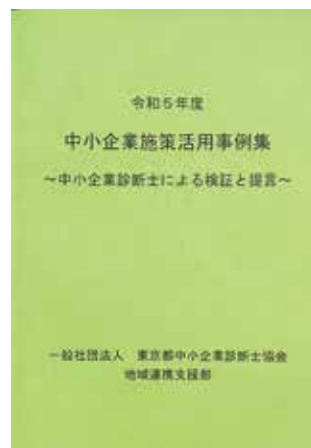 令和5年度
中小企業施策活用事例集
～中小企業診断士による検証と提言～
一般社団法人 東京都中小企業診断士協会
地域連携支援部